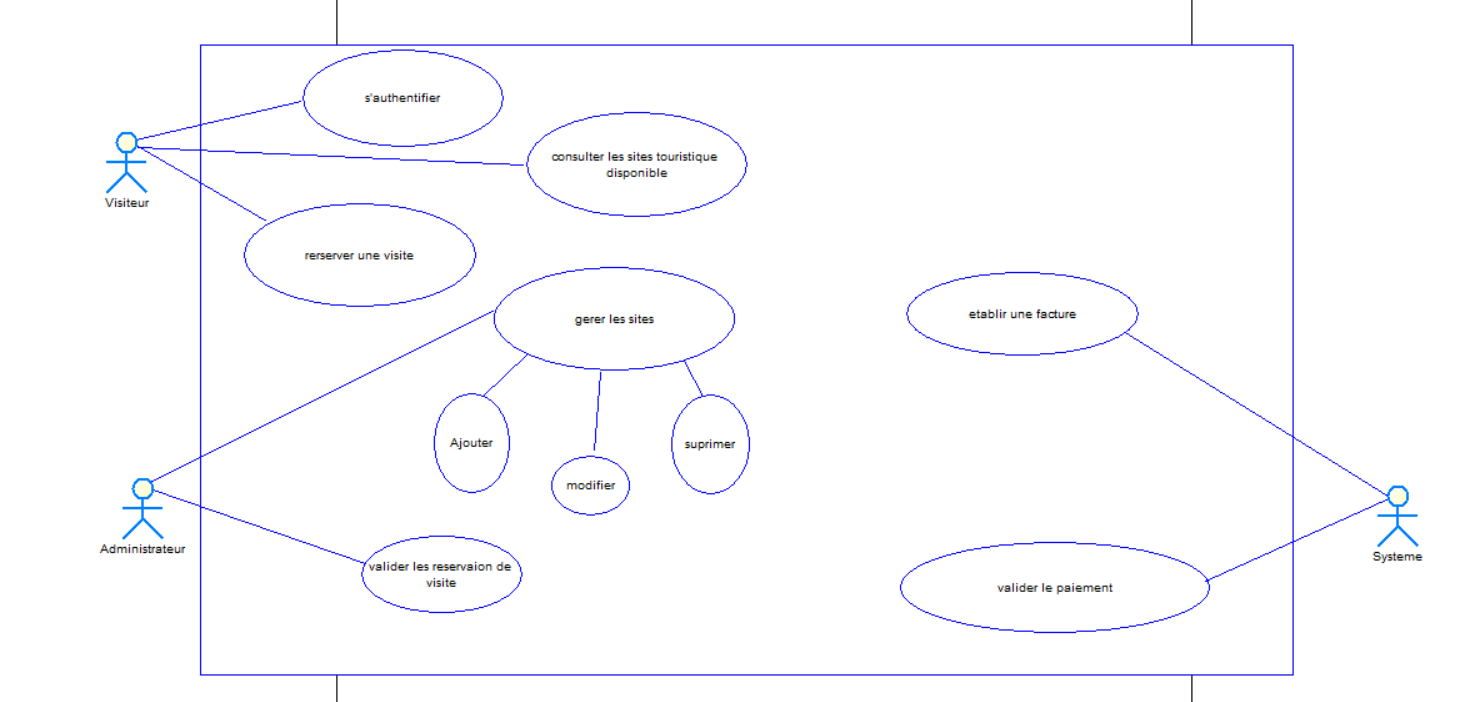 s'authentifier
consulter les sites touristique
disponible
Visiteur
rerserver une visite
gerer les sites
etablir une facture
Ajouter
suprimer
modifier
Administrateur
Systeme
valider les reservaion de
visite
valider le paiement